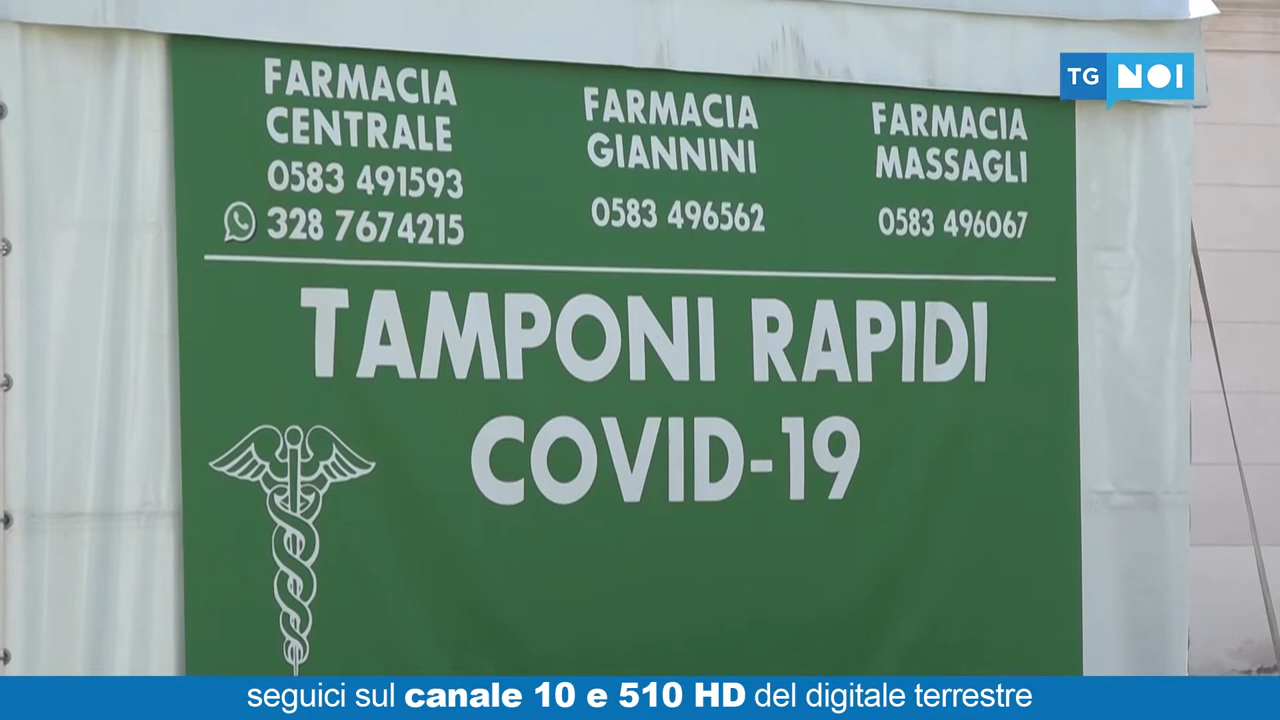 TG NOI
FARMACIA
CENTRALE
0583 491593
328 7674215
FARMACIA
GIANNINI
0583 496562
FARMACIA
MASSAGLI
0583 496067
TAMPONI RAPIDI
COVID-19
seguici sul canale 10 e 510 HD del digitale terrestre